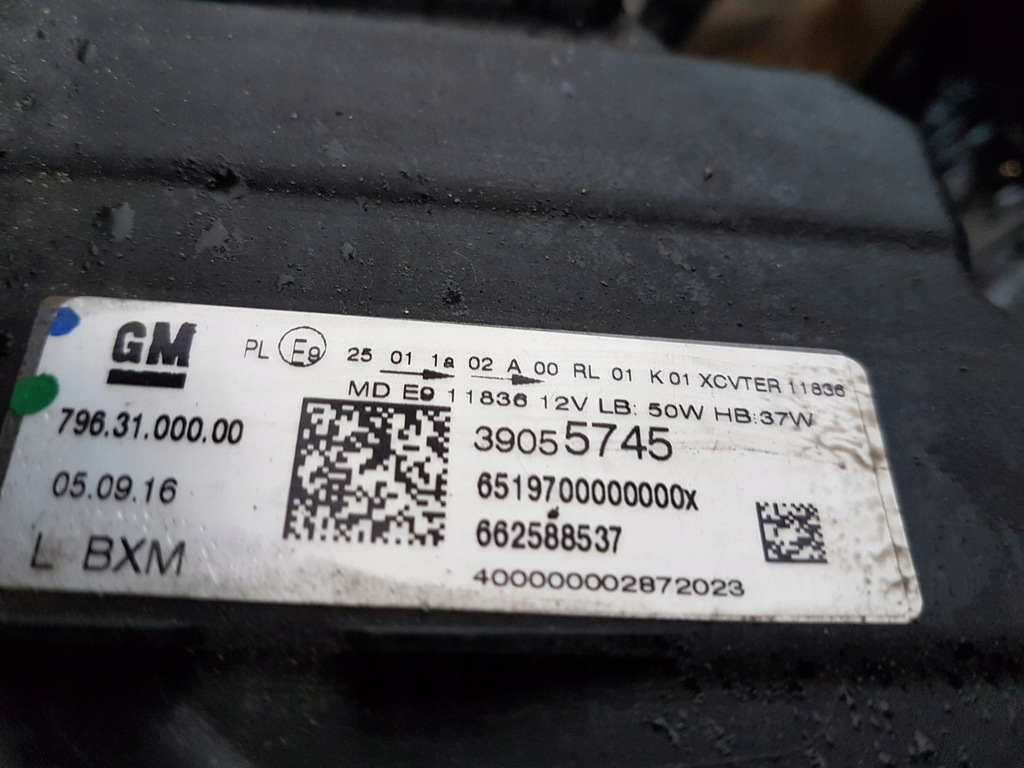 GM
PL E9 25 01 1a 02 A 00 RL 01 K 01 XCVTER 11836
MD E9 11836 12V LB: 50W HB:37W
796.31.000.00
39055745
05.09.16
6519700000000x
662588537
L BXM
400000002872023